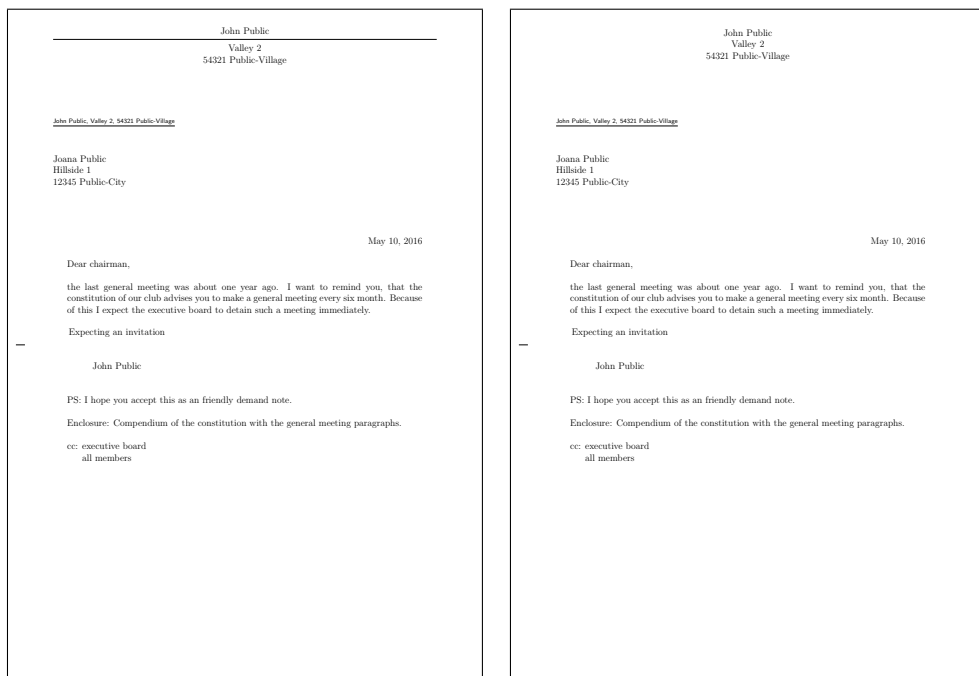 John Public
Valley 2
54321 Public-Village
John Public, Valley 2, 54321 Public-Village
Joana Public
Hillside 1
12345 Public-City
May 10, 2016
Dear chairman,
the last general meeting was about one year ago. I want to remind you, that the
constitution of our club advises you to make a general meeting every six month. Because
of this I expect the executive board to detain such a meeting immediately.
Expecting an invitation
John Public
PS: I hope you accept this as an friendly demand note.
Enclosure: Compendium of the constitution with the general meeting paragraphs.
cc: executive board
all members
John Public
Valley 2
54321 Public-Village
John Public, Valley 2, 54321 Public-Village
Joana Public
Hillside 1
12345 Public-City
May 10, 2016
Dear chairman,
the last general meeting was about one year ago. I want to remind you, that the
constitution of our club advises you to make a general meeting every six month. Because
of this I expect the executive board to detain such a meeting immediately.
Expecting an invitation
John Public
PS: I hope you accept this as an friendly demand note.
Enclosure: Compendium of the constitution with the general meeting paragraphs.
cc: executive board
all members